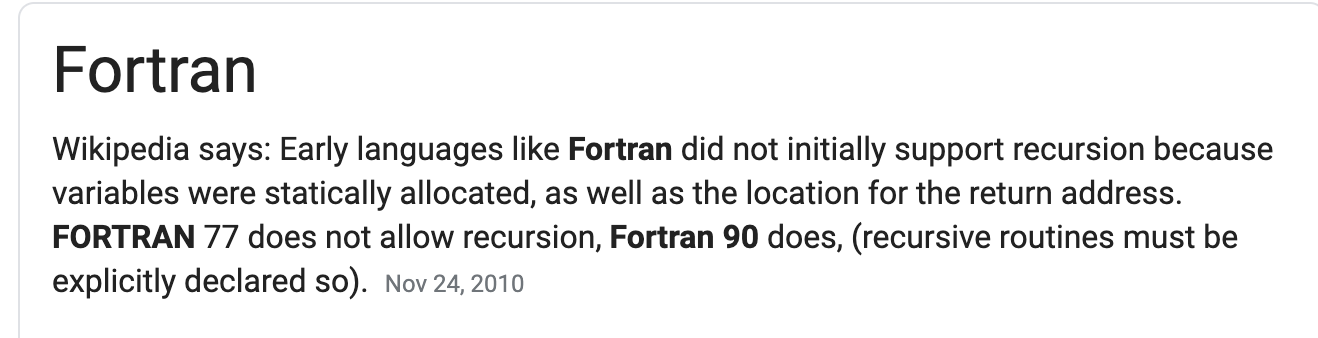 Fortran
Wikipedia says: Early languages like Fortran did not initially support recursion because
variables were statically allocated, as well as the location for the return address.
FORTRAN 77 does not allow recursion, Fortran 90 does, (recursive routines must be
explicitly declared so). Nov 24, 2010